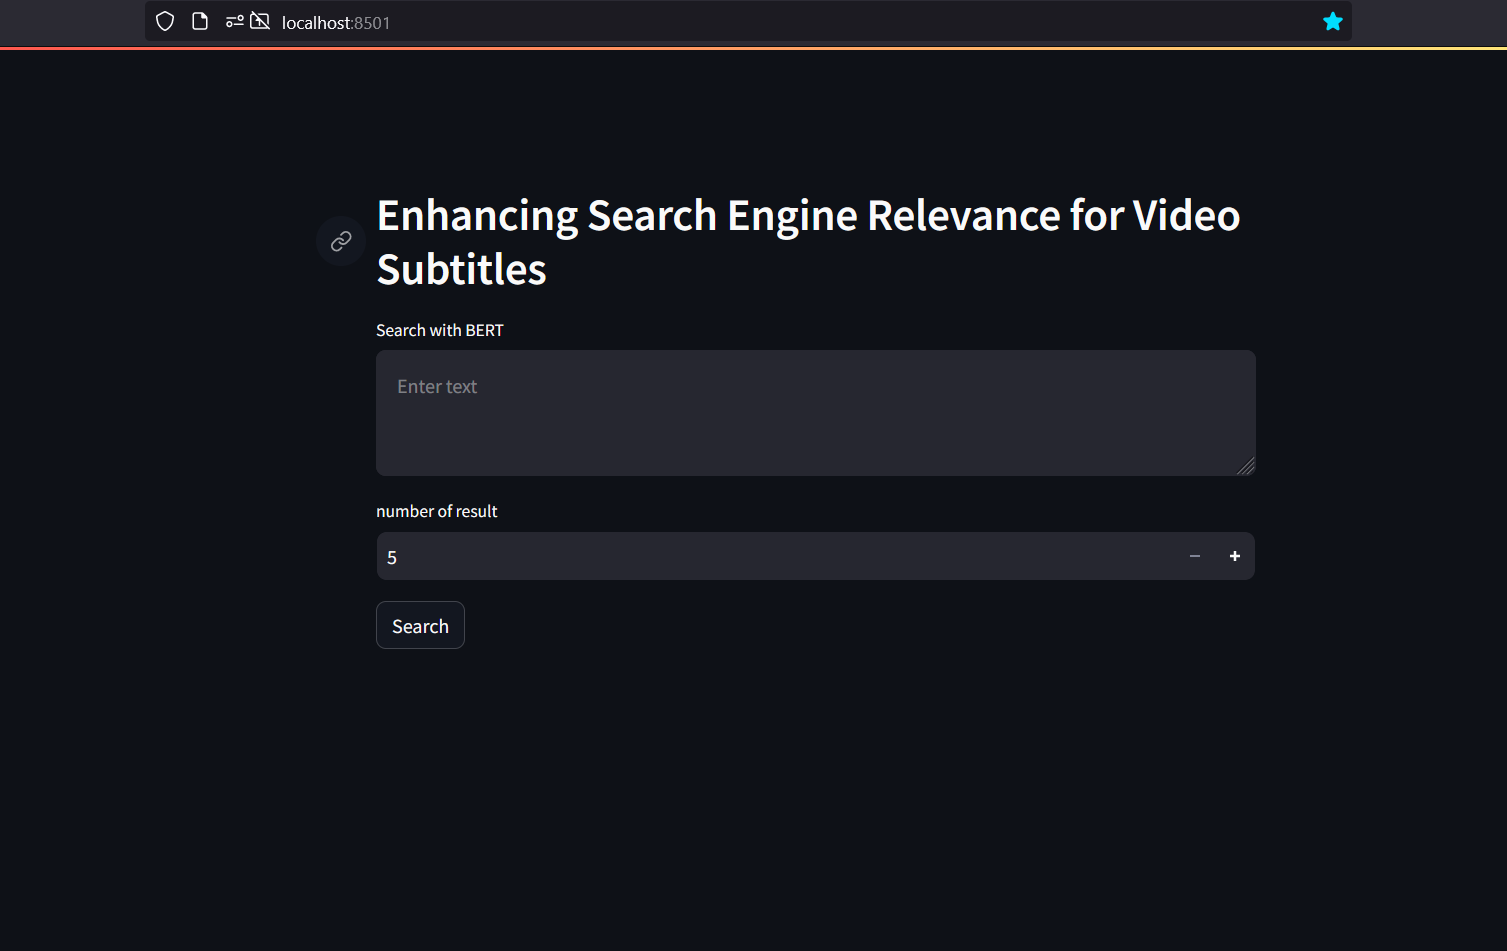 localhost:8501
Enhancing Search Engine Relevance for Video
Subtitles
Search with BERT
Enter text
number of result
5
Search